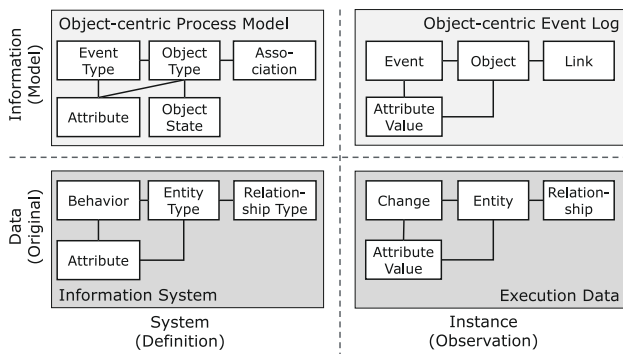 Information
(Model)
Object-centric Process Model
Event
Type
Object
Type
Asso-
ciation
Attribute
Object
State
Object-centric Event Log
Event
Object
Link
Attribute
Value
Data
(Original)
Behavior
Entity
Type
Relation-
ship Type
Attribute
Information System
Change
Entity
Relation-
ship
Attribute
Value
Execution Data
System
(Definition)
Instance
(Observation)